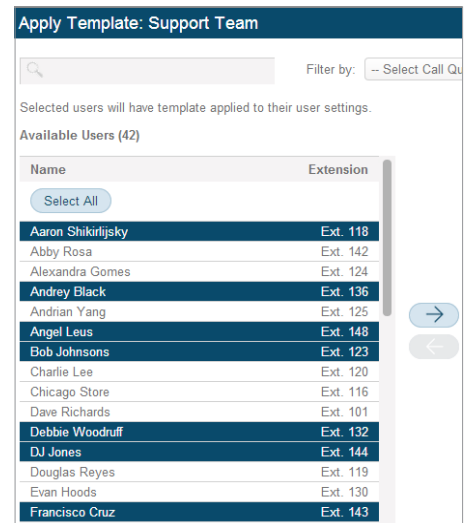 Apply Template: Support Team
Filter by: -- Select Call Qu
Selected users will have template applied to their user settings.
Available Users (42)
Name Extension
Select All
Aaron Shikirlijsky Ext. 118
Abby Rosa Ext. 142
Alexandra Gomes Ext. 124
Andrey Black Ext. 136
Andrian Yang Ext. 125
Angel Leus Ext. 148
Bob Johnsons Ext. 123
Charlie Lee Ext. 120
Chicago Store Ext. 116
Dave Richards Ext. 101
Debbie Woodruff Ext. 132
DJ Jones Ext. 144
Douglas Reyes Ext. 119
Evan Hoods Ext. 130
Francisco Cruz Ext. 143